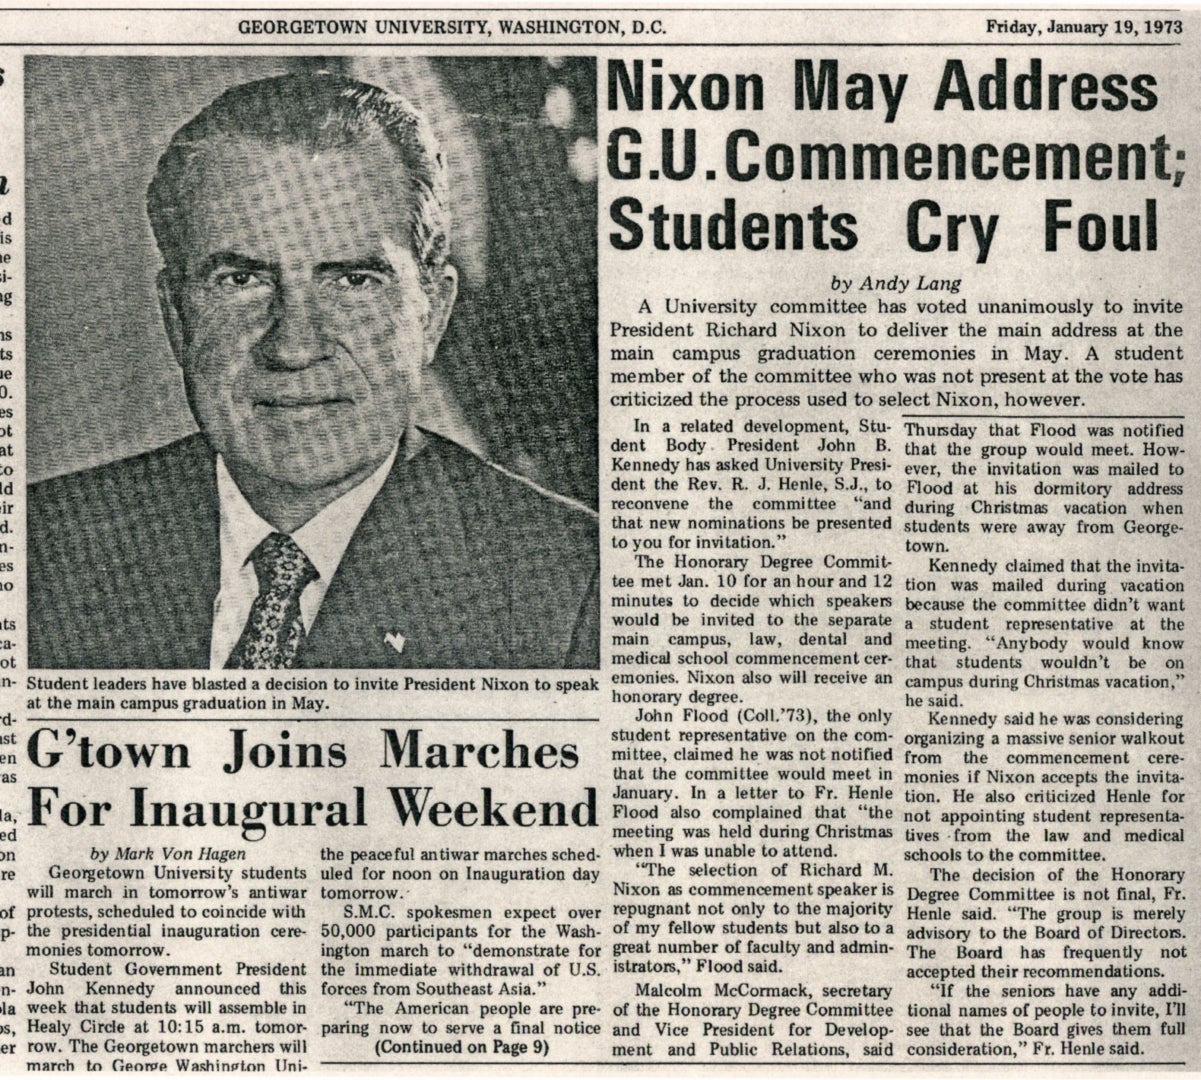 GEORGETOWN UNIVERSITY, WASHINGTON, D.C.
Friday, January 19, 1973
Student leaders have blasted a decision to invite President Nixon to speak
at the main campus graduation in May.
G'town Joins Marches
For Inaugural Weekend
by Mark Von Hagen
Georgetown University students
will march in tomorrow's antiwar
protests, scheduled to coincide with
the presidential inauguration cere-
monies tomorrow.
Student Government President
John Kennedy announced this
week that students will assemble in
Healy Circle at 10:15 a.m. tomor-
row. The Georgetown marchers will
march to George Washington Uni-
the peaceful antiwar marches sched-
uled for noon on Inauguration day
tomorrow.
S.M.C. spokesmen expect over
50,000 participants for the Wash-
ington march to "demonstrate for
the immediate withdrawal of U.S.
forces from Southeast Asia."
"The American people are pre-
paring now to serve a final notice
(Continued on Page 9)
Nixon May Address
G.U. Commencement;
Students Cry Foul
by Andy Lang
A University committee has voted unanimously to invite
President Richard Nixon to deliver the main address at the
main campus graduation ceremonies in May. A student
member of the committee who was not present at the vote has
criticized the process used to select Nixon, however.
In a related development, Stu-
dent Body President John B.
Kennedy has asked University Presi-
dent the Rev. R. J. Henle, S.J., to
reconvene the committee "and
that new nominations be presented
to you for invitation."
The Honorary Degree Commit-
tee met Jan. 10 for an hour and 12
minutes to decide which speakers
would be invited to the separate
main campus, law, dental and
medical school commencement cer-
emonies. Nixon also will receive an
honorary degree.
John Flood (Coll.'73), the only
student representative on the com-
mittee, claimed he was not notified
that the committee would meet in
January. In a letter to Fr. Henle
Flood also complained that "the
meeting was held during Christmas
when I was unable to attend.
"The selection of Richard M.
Nixon as commencement speaker is
repugnant not only to the majority
of my fellow students but also to a
great number of faculty and admin-
istrators," Flood said.
Malcolm McCormack, secretary
of the Honorary Degree Committee
and Vice President for Develop-
ment and Public Relations, said
Thursday that Flood was notified
that the group would meet. How-
ever, the invitation was mailed to
Flood at his dormitory address
during Christmas vacation when
students were away from George-
town.
Kennedy claimed that the invita-
tion was mailed during vacation
because the committee didn't want
a student representative at the
meeting. "Anybody would know
that students wouldn't be on
campus during Christmas vacation,"
he said.
Kennedy said he was considering
organizing a massive senior walkout
from the commencement cere-
monies if Nixon accepts the invita-
tion. He also criticized Henle for
not appointing student representa-
tives from the law and medical
schools to the committee.
The decision of the Honorary
Degree Committee is not final, Fr.
Henle said. "The group is merely
advisory to the Board of Directors.
The Board has frequently not
accepted their recommendations.
"If the seniors have any addi-
tional names of people to invite, I'll
see that the Board gives them full
consideration," Fr. Henle said.